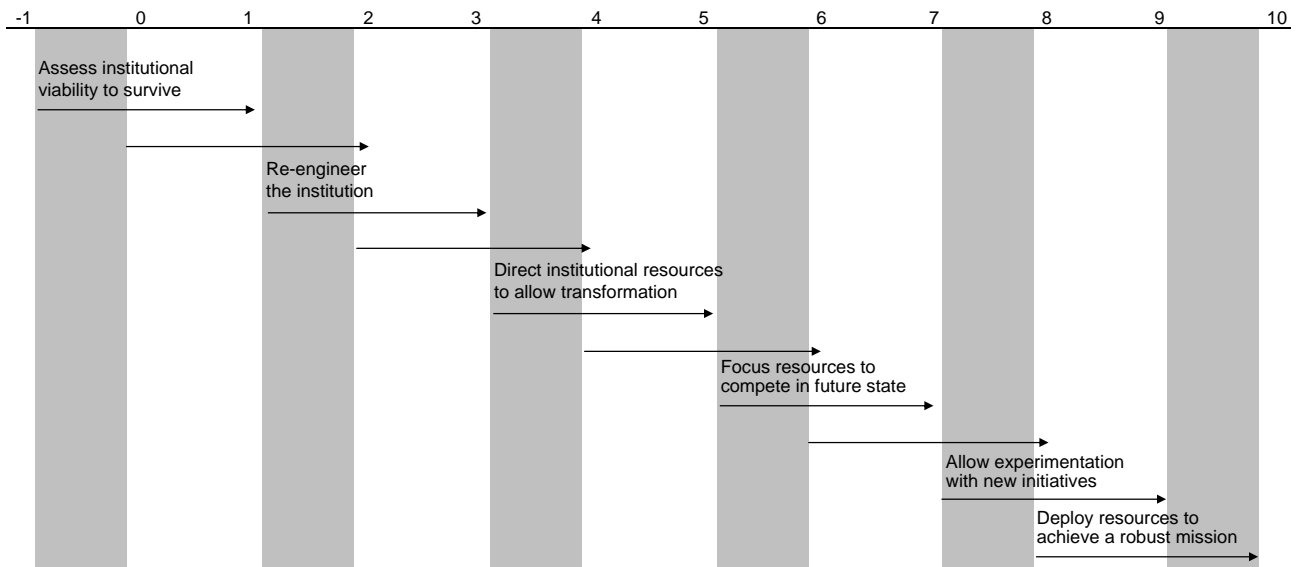 -1 0 1 2 3 4 5 6 7 8 9 10
Assess institutional
viability to survive
Re-engineer
the institution
Direct institutional resources
to allow transformation
Focus resources to
compete in future state
Allow experimentation
with new initiatives
Deploy resources to
achieve a robust mission